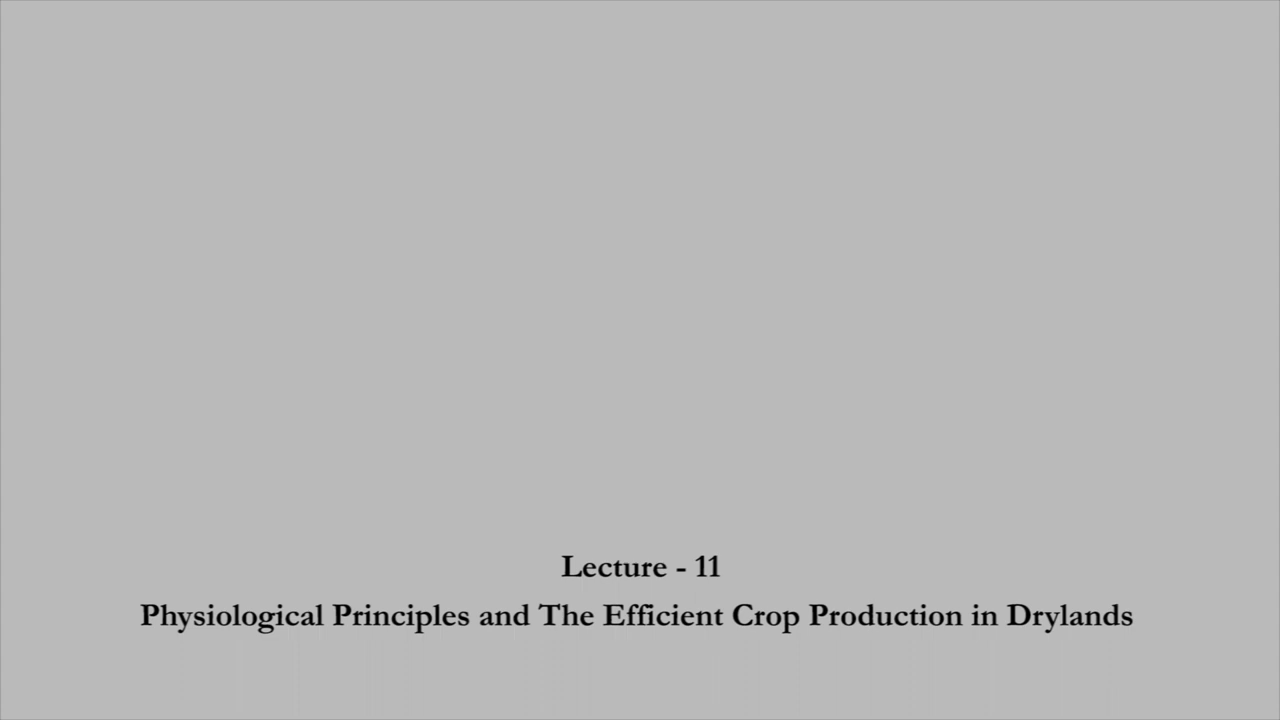 Lecture - 11
Physiological Principles and The Efficient Crop Production in Drylands